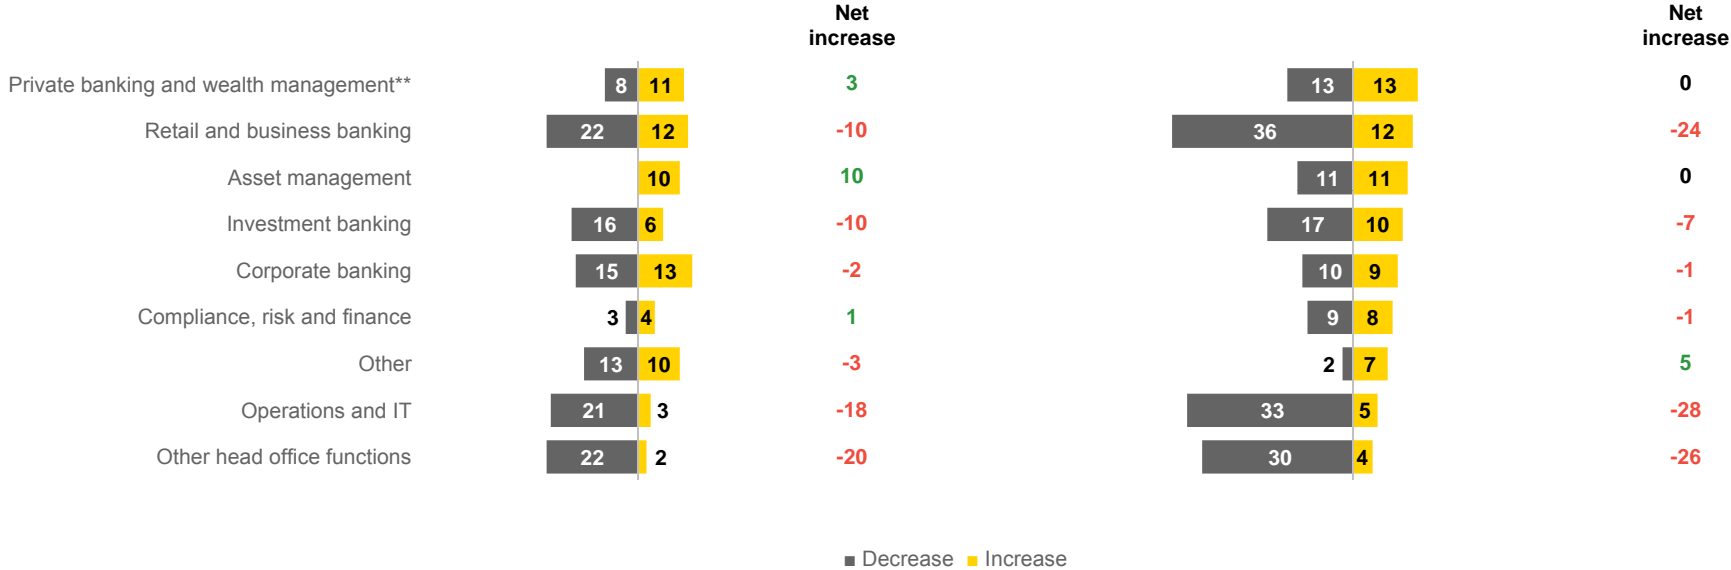 Net
increase
Net
increase
Private banking and wealth management** 8 11 3 13 13 0
Retail and business banking 22 12 -10 36 12 -24
Asset management 10 10 11 11 0
Investment banking 16 6 -10 17 10 -7
Corporate banking 15 13 -2 10 9 -1
Compliance, risk and finance 3 4 1 9 8 -1
Other 13 10 -3 2 7 5
Operations and IT 21 3 -18 33 5 -28
Other head office functions 22 2 -20 30 4 -26
Decrease Increase